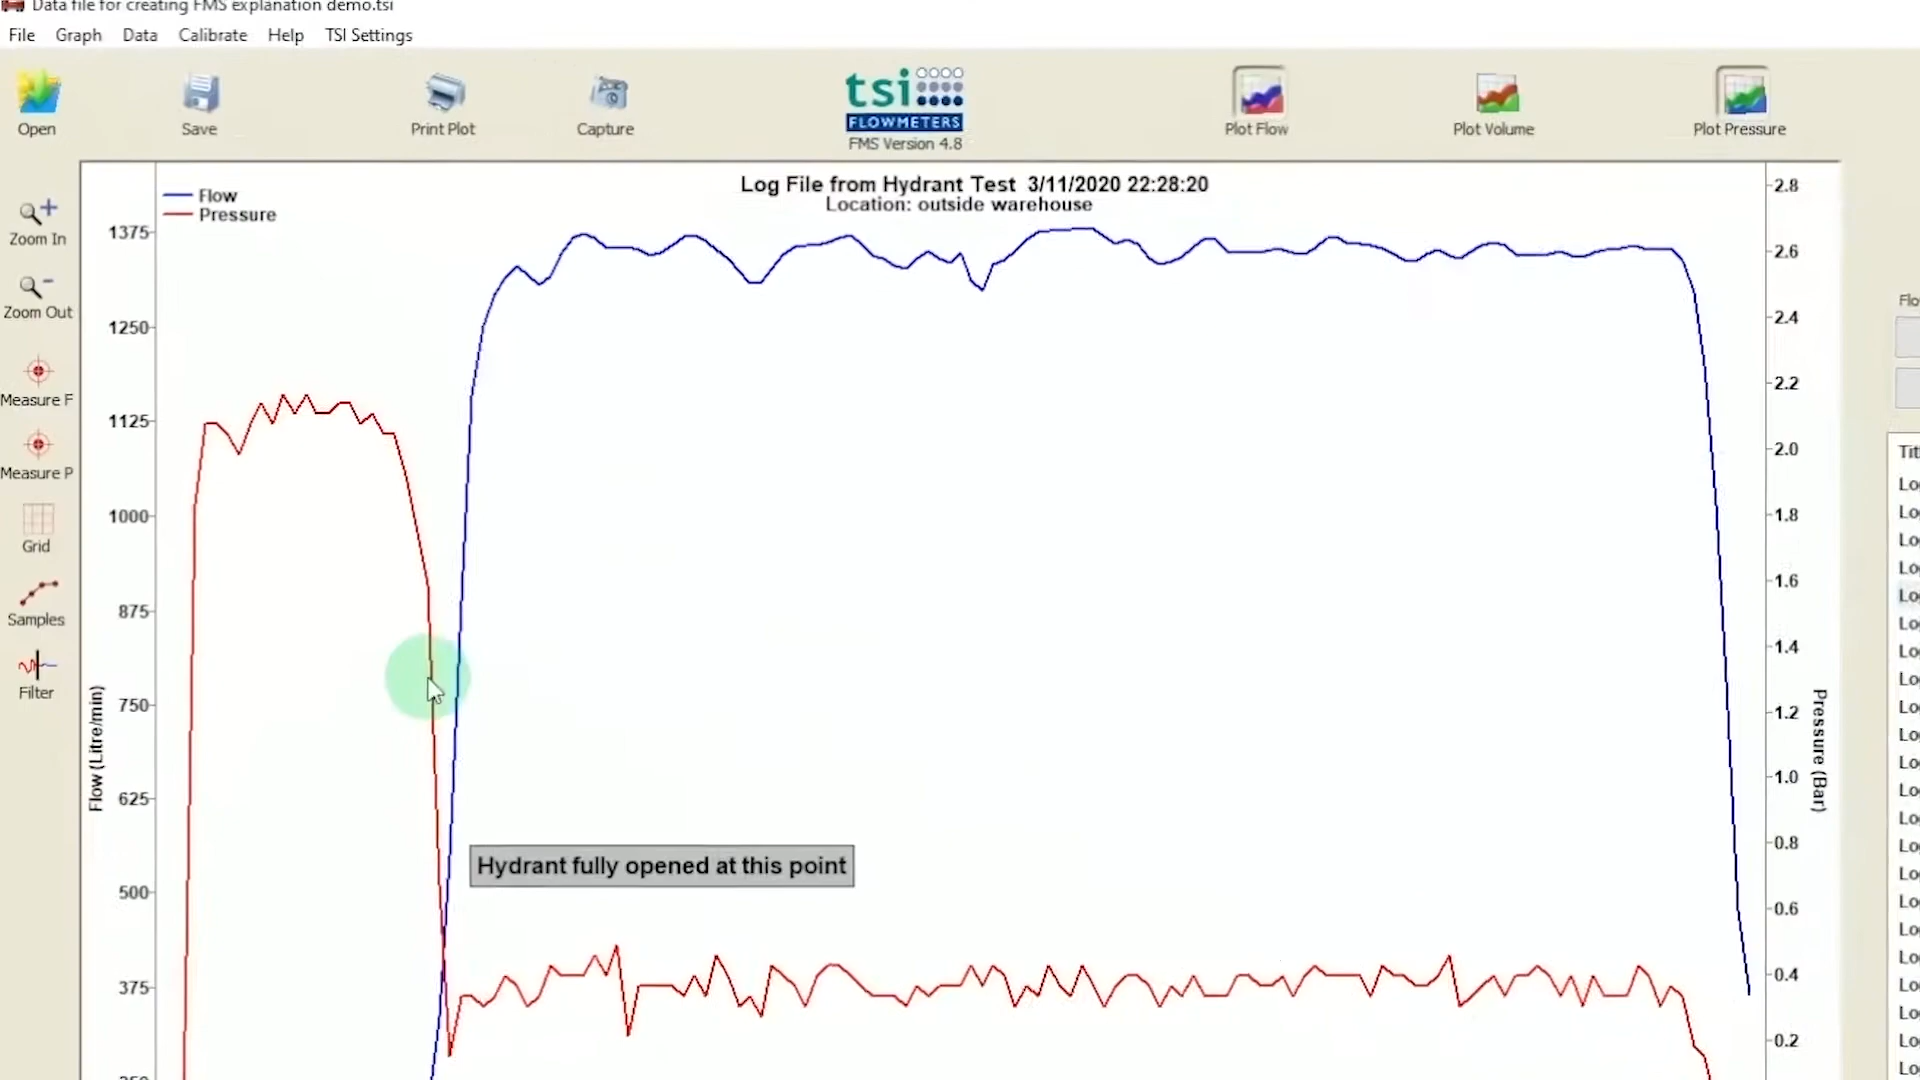 Data file for creating FMS explanation demo.tsi
File Graph Data Calibrate Help TSI Settings
Open Save Print Plot Capture
tsi
FLOWMETERS
FMS Version 4.8
Plot Flow Plot Volume Plot Pressure
Zoom In
Zoom Out
Measure F
Measure P
Grid
Samples
Filter
Flow
Pressure
Log File from Hydrant Test 3/11/2020 22:28:20
Location: outside warehouse
1375
1250
1125
1000
875
750
625
500
375
Flow (Litre/min)
Hydrant fully opened at this point
2.8
2.6
2.4
2.2
2.0
1.8
1.6
1.4
1.2
1.0
0.8
0.6
0.4
0.2
Pressure (Bar)